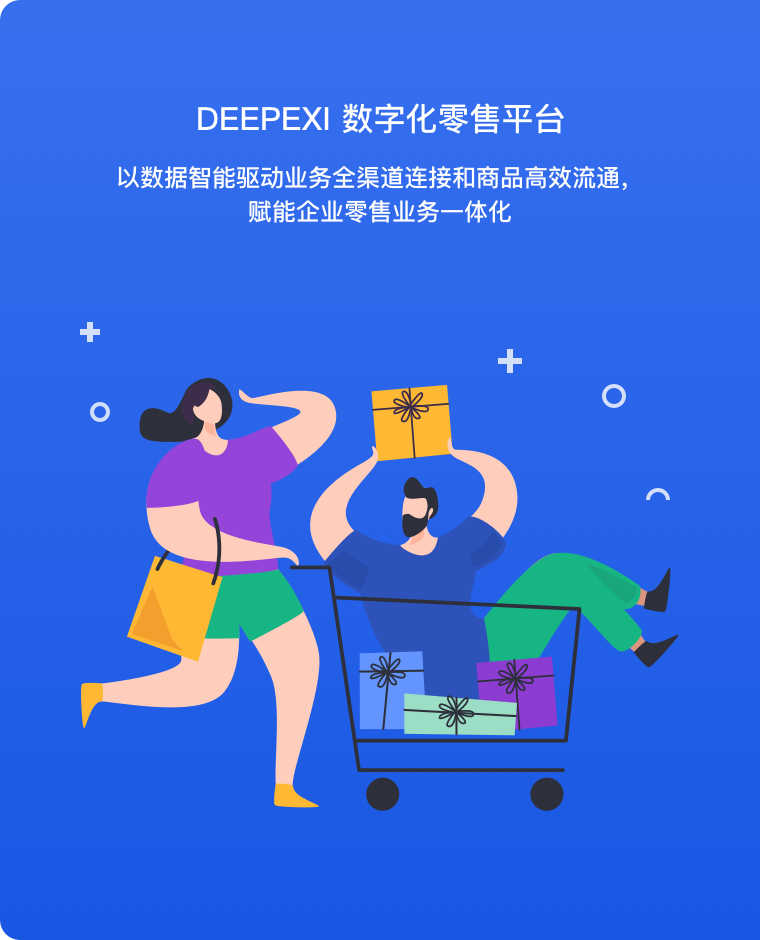 DEEPEXI 数字化零售平台
以数据智能驱动业务全渠道连接和商品高效流通，
赋能企业零售业务一体化